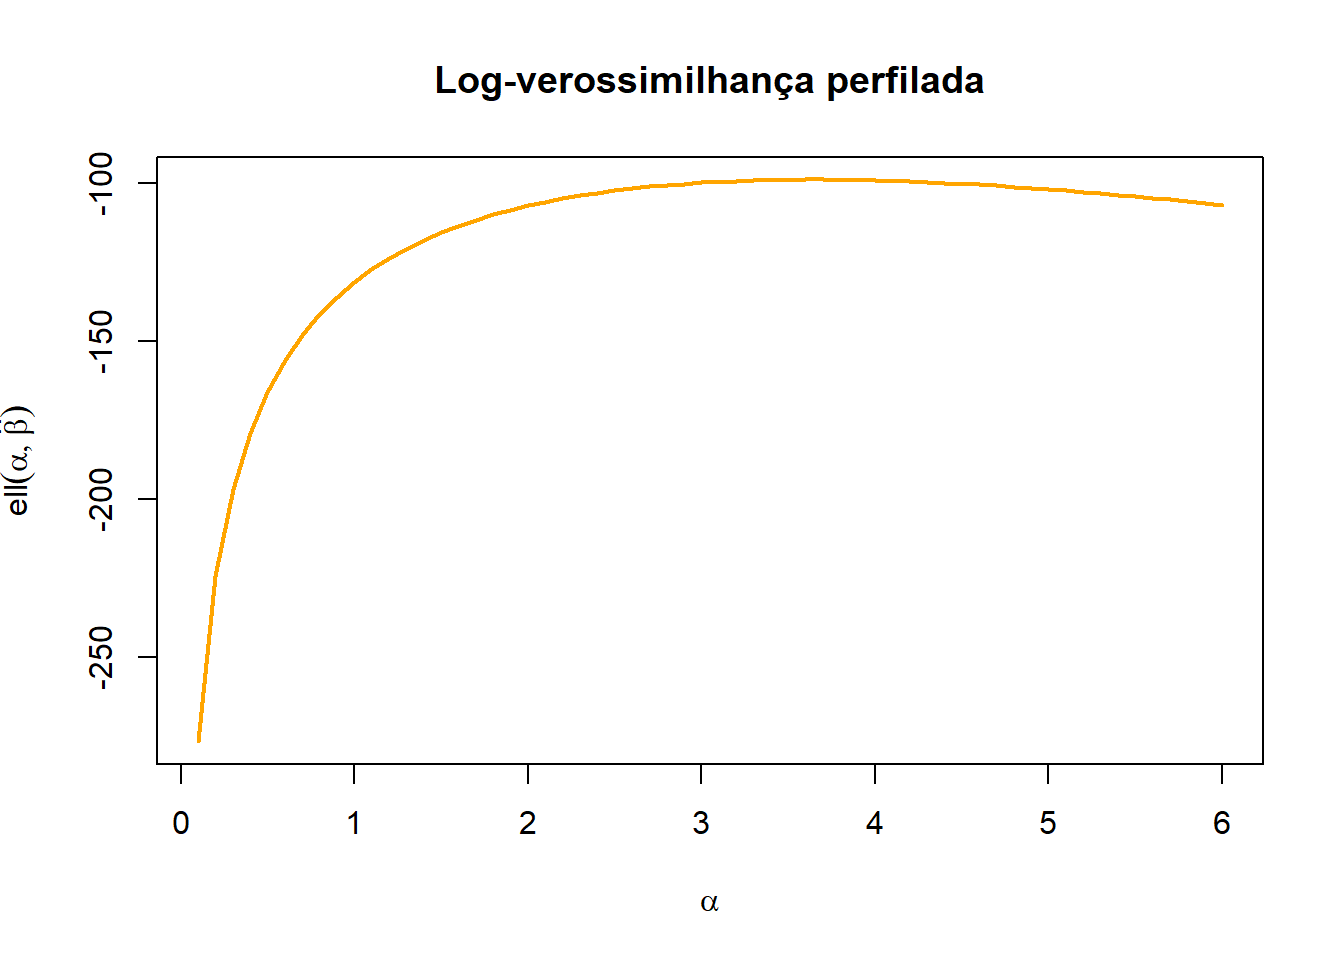 Log-verossimilhança perfilada
ell(α, β̂)
-100
-150
-200
-250
0 1 2 3 4 5 6
α